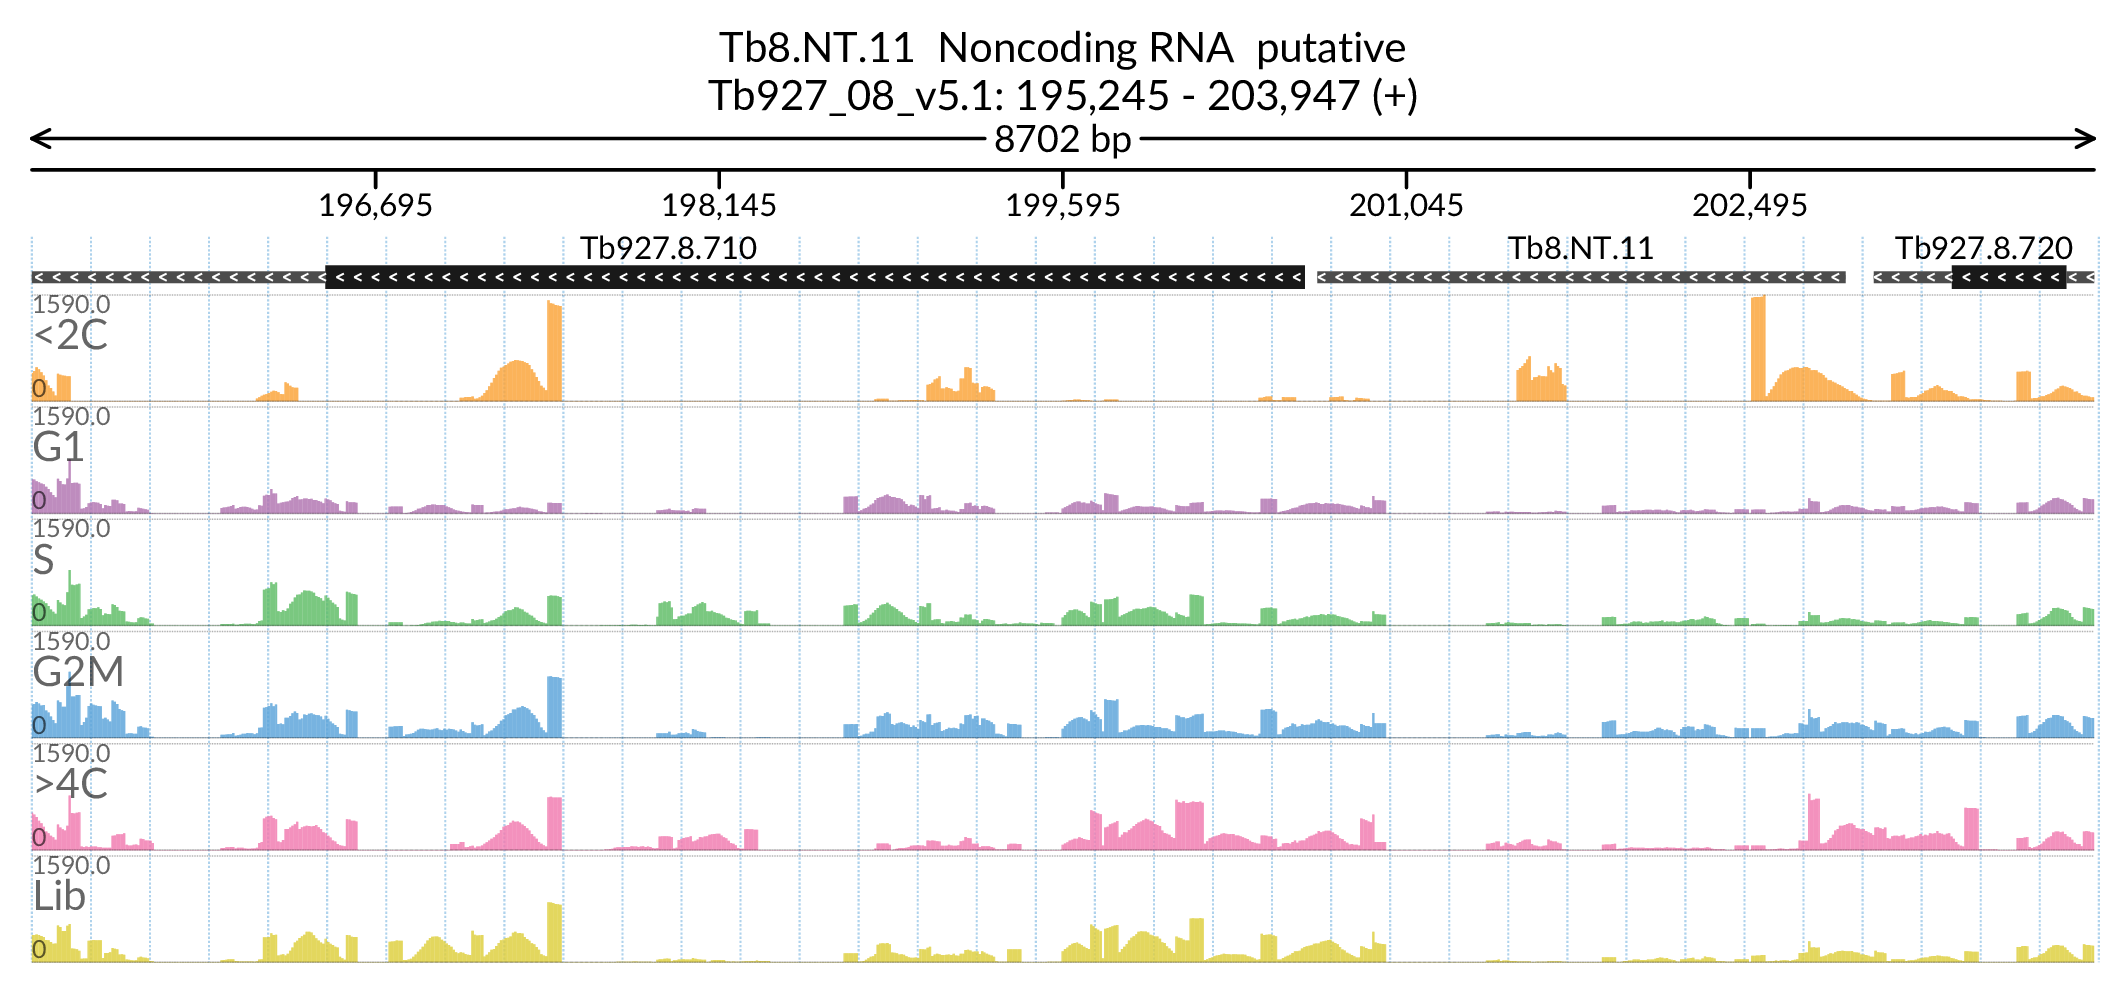 Tb8.NT.11  Noncoding RNA  putative
Tb927_08_v5.1: 195,245 - 203,947 (+)
8702 bp
196,695 198,145 199,595 201,045 202,495
Tb927.8.710 Tb8.NT.11 Tb927.8.720
1590.0
<2C
0
1590.0
G1
0
1590.0
S
0
1590.0
G2M
0
1590.0
>4C
0
1590.0
Lib
0